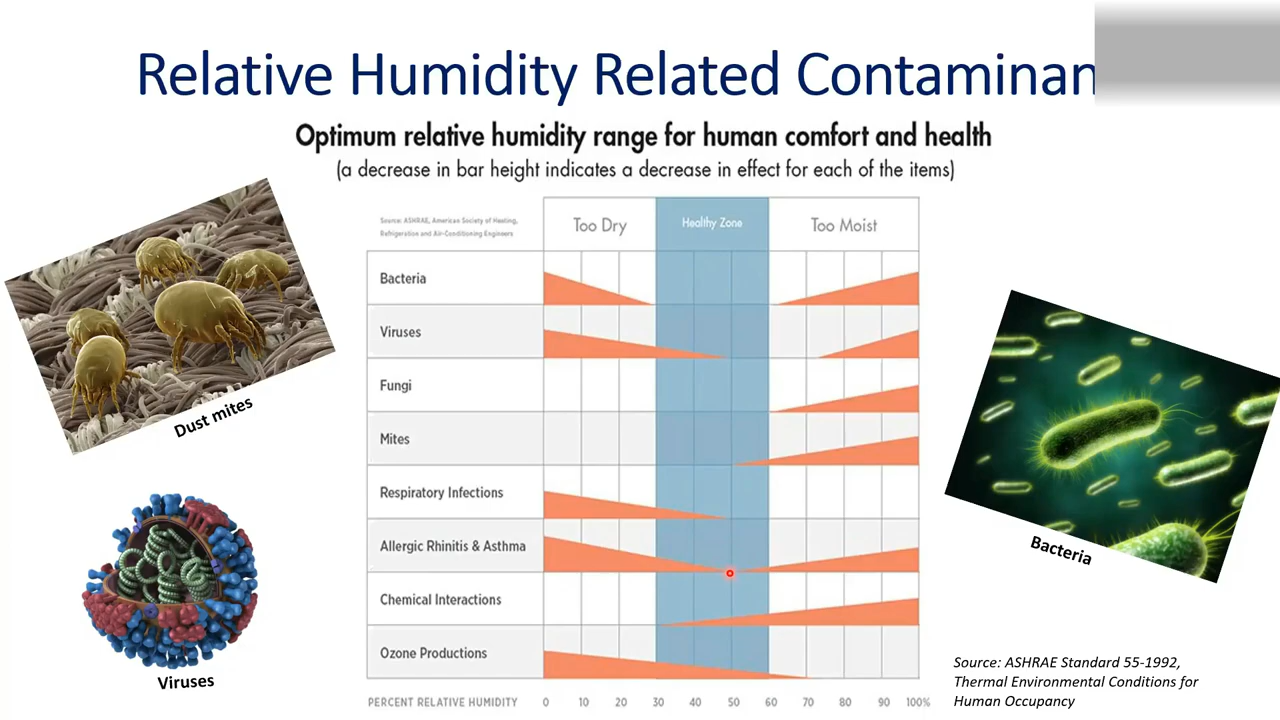 Relative Humidity Related Contaminan
Optimum relative humidity range for human comfort and health
(a decrease in bar height indicates a decrease in effect for each of the items)
Source: ASHRAE, American Society of Heating,
Refrigeration and Air-Conditioning Engineers
Too Dry
Healthy Zone
Too Moist
Bacteria
Viruses
Fungi
Mites
Respiratory Infections
Allergic Rhinitis & Asthma
Chemical Interactions
Ozone Productions
PERCENT RELATIVE HUMIDITY 0 10 20 30 40 50 60 70 80 90 100%
Dust mites
Viruses
Bacteria
Source: ASHRAE Standard 55-1992,
Thermal Environmental Conditions for
Human Occupancy